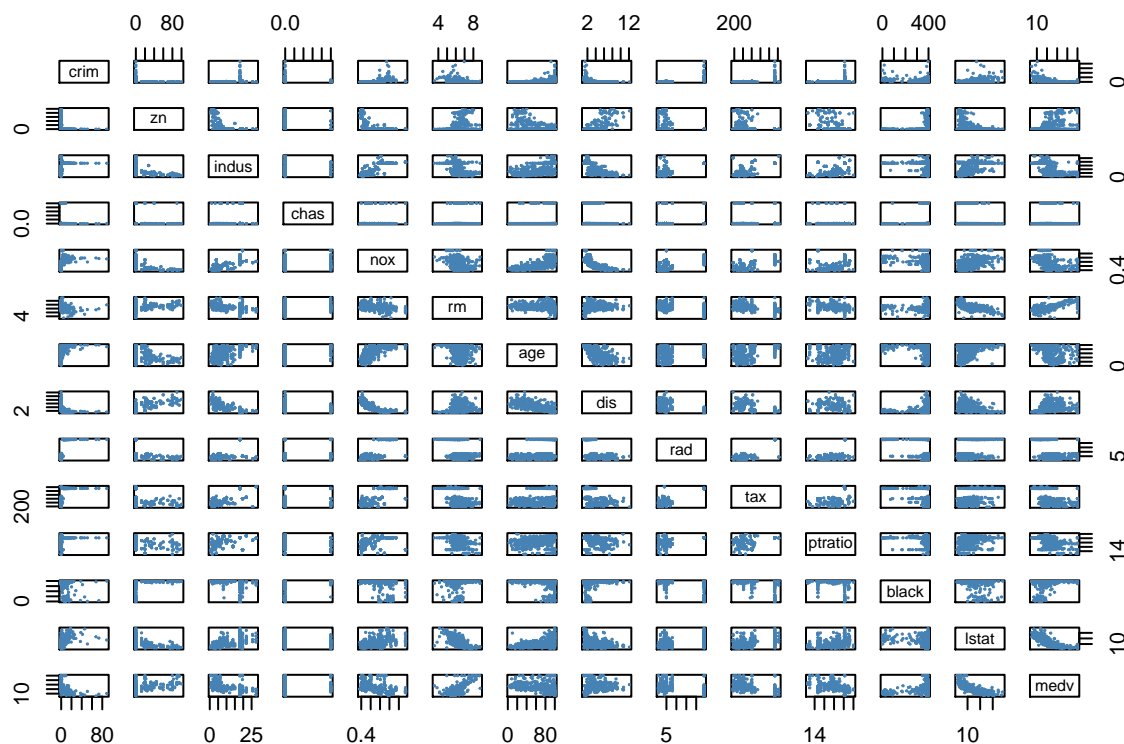 0 80 0.0 4 8 2 12 200 0 400 10
crim 0
0 zn
indus 0
0.0 chas
nox 0.4
4 rm
age 0
2 dis
rad 5
200 tax
ptratio 14
0 black
lstat 10
10 medv
0 80 0 25 0.4 0 80 5 14 10